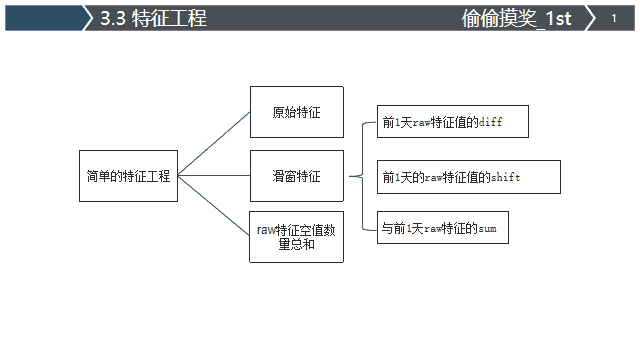 3.3 特征工程
偷偷摸奖_1st
1
原始特征
前1天raw特征值的diff
简单的特征工程
滑窗特征
前1天的raw特征值的shift
raw特征空值数
量总和
与前1天raw特征的sum